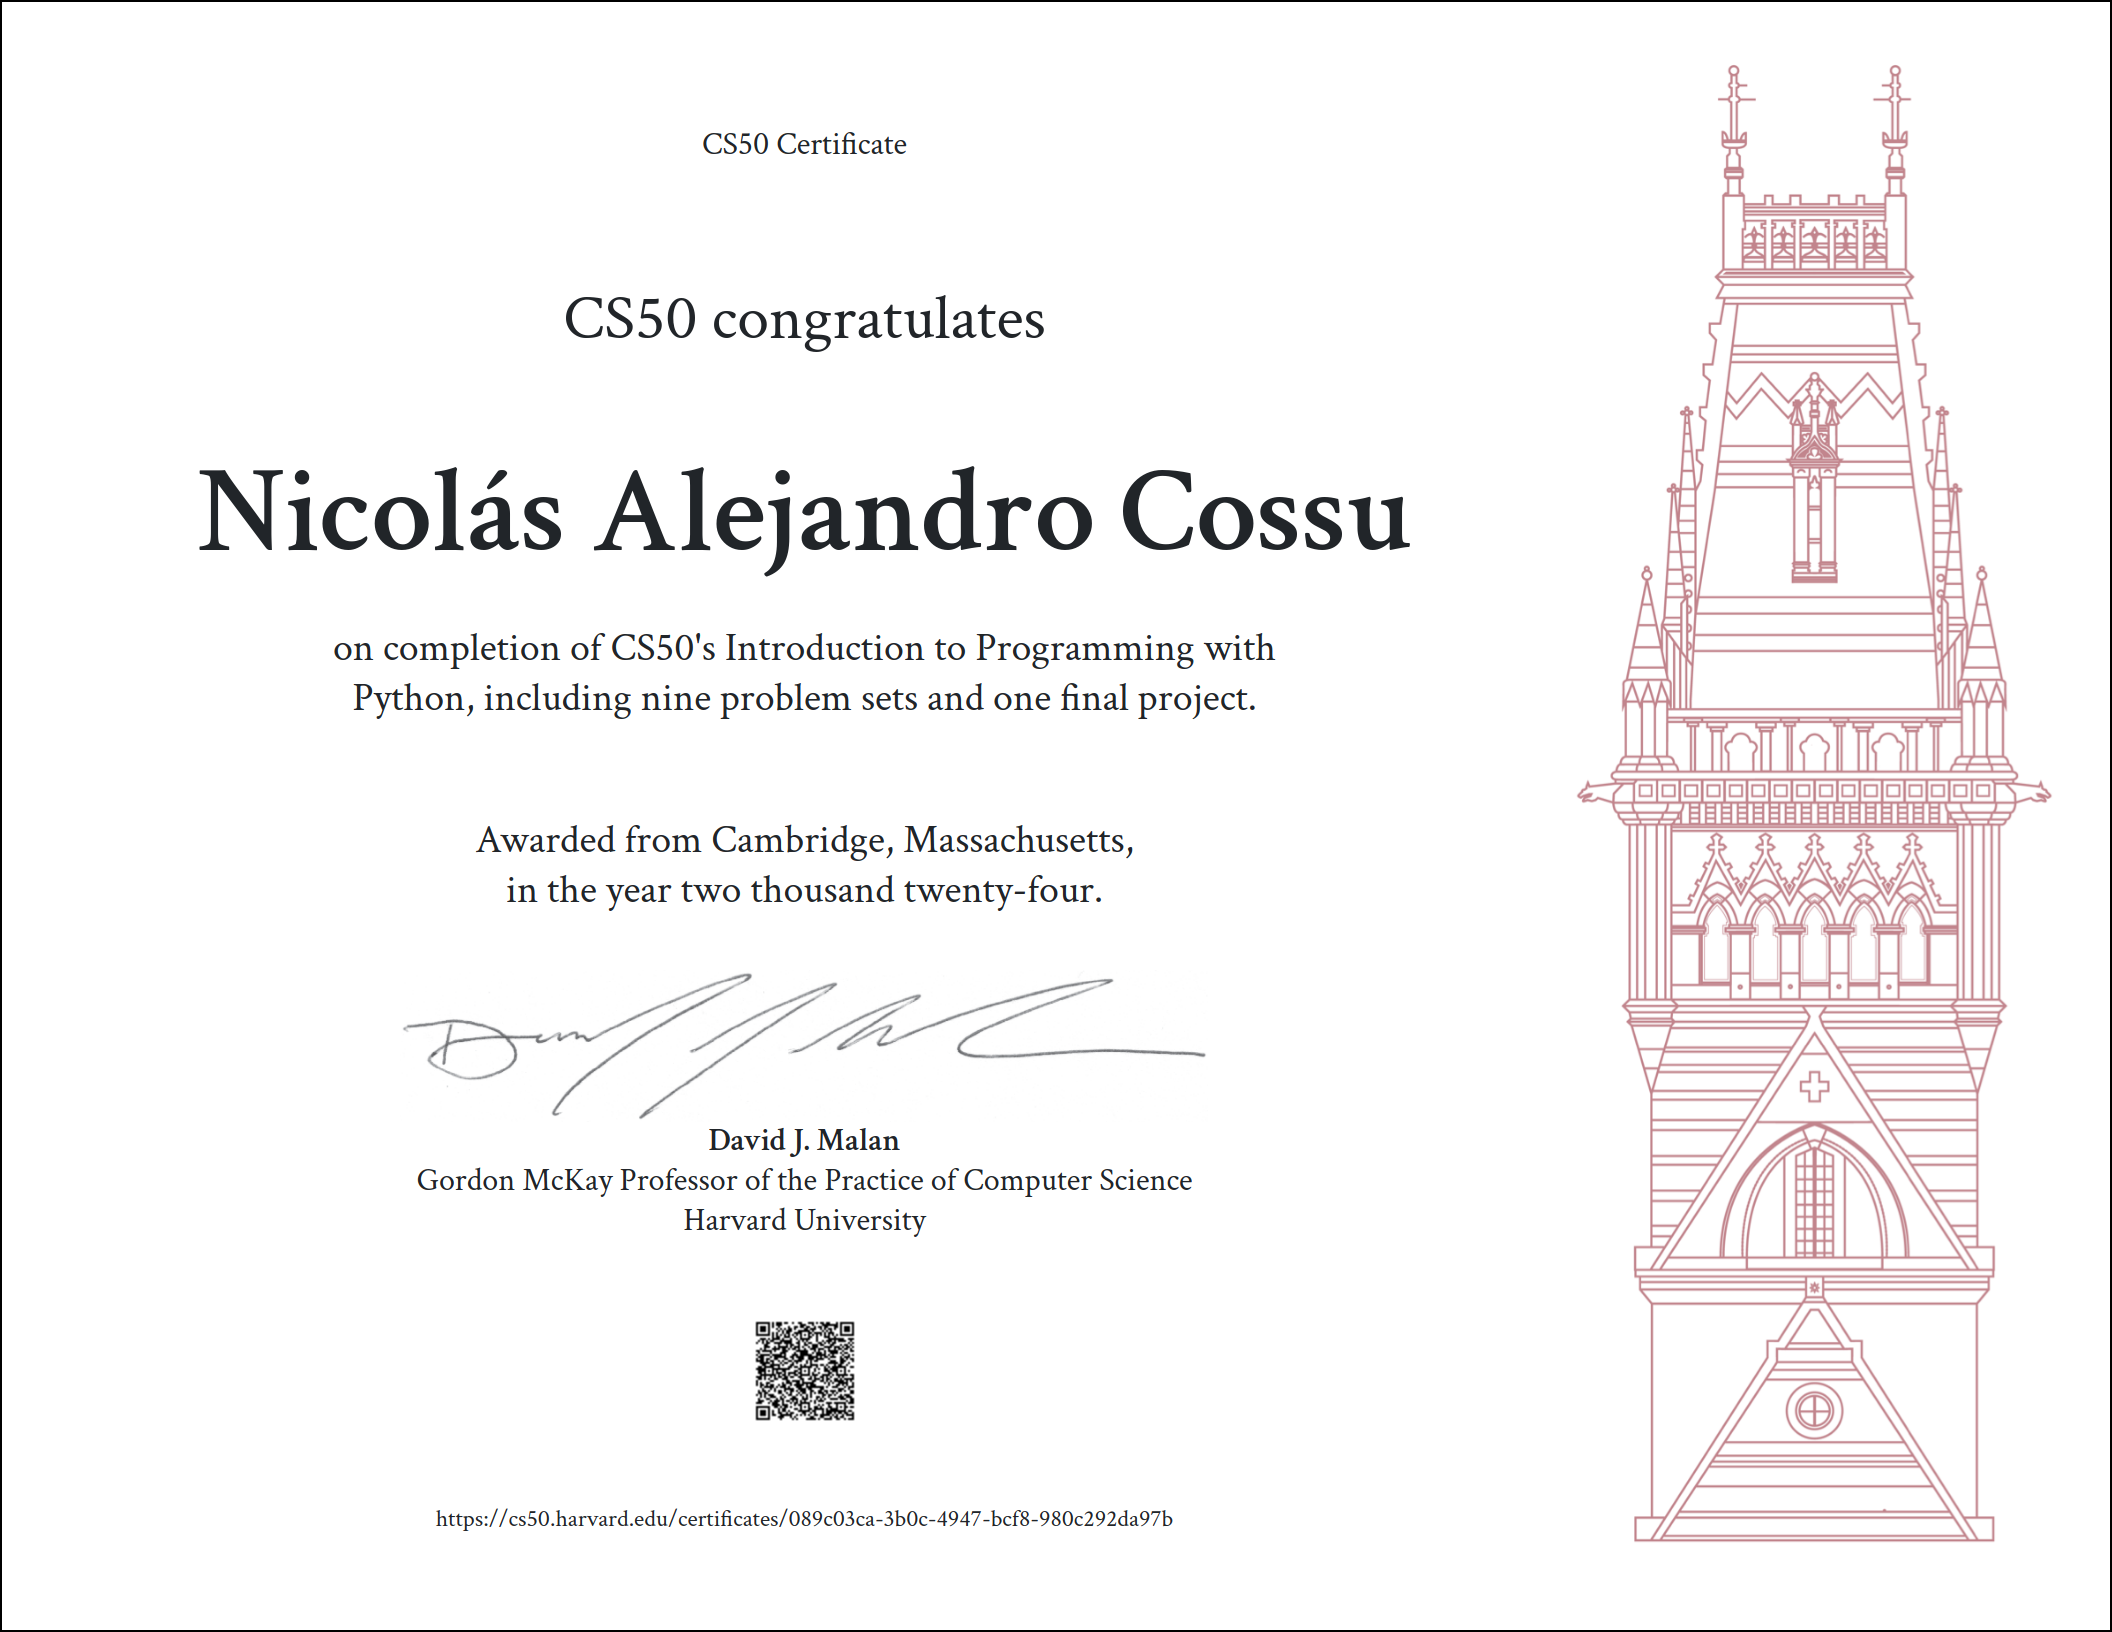 CS50 Certificate
CS50 congratulates
Nicolás Alejandro Cossu
on completion of CS50's Introduction to Programming with
Python, including nine problem sets and one final project.
Awarded from Cambridge, Massachusetts,
in the year two thousand twenty-four.
David J. Malan
Gordon McKay Professor of the Practice of Computer Science
Harvard University
https://cs50.harvard.edu/certificates/089c03ca-3b0c-4947-bcf8-980c292da97b